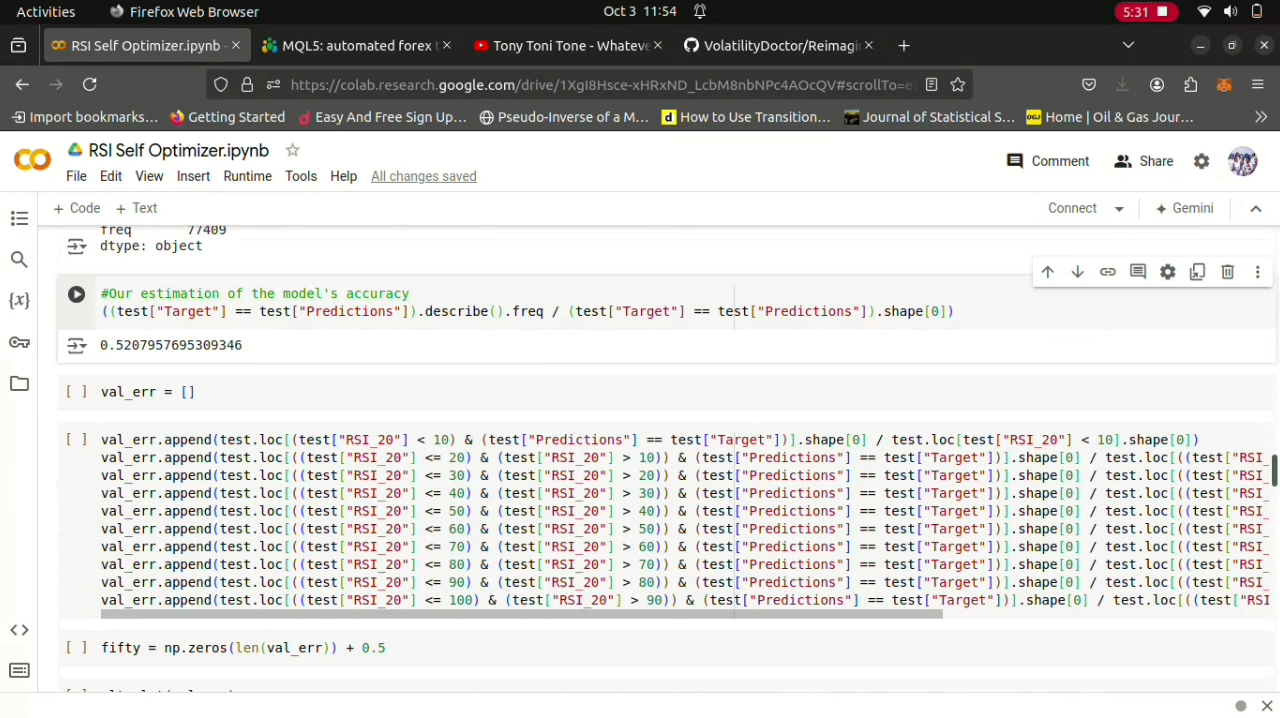 Activities
Firefox Web Browser
Oct 3 11:54
5:31
RSI Self Optimizer.ipynb -
MQL5: automated forex t
Tony Toni Tone - Whateve
VolatilityDoctor/Reimagi
https://colab.research.google.com/drive/1XgI8Hsce-xHRxND_LcbM8nbNPc4AOcQV#scrollTo=e
Import bookmarks...
Getting Started
Easy And Free Sign Up,...
Pseudo-Inverse of a M...
How to Use Transition...
Journal of Statistical S...
Home | Oil & Gas Jour...
RSI Self Optimizer.ipynb
Comment
Share
File Edit View Insert Runtime Tools Help All changes saved
+ Code + Text
Connect
Gemini
freq 77409
dtype: object
#Our estimation of the model's accuracy
((test["Target"] == test["Predictions"]).describe().freq / (test["Target"] == test["Predictions"]).shape[0])
0.5207957695309346
[ ] val_err = []
[ ] val_err.append(test.loc[(test["RSI_20"] < 10) & (test["Predictions"] == test["Target"])].shape[0] / test.loc[test["RSI_20"] < 10].shape[0])
val_err.append(test.loc[((test["RSI_20"] <= 20) & (test["RSI_20"] > 10)) & (test["Predictions"] == test["Target"])].shape[0] / test.loc[((test["RSI_
val_err.append(test.loc[((test["RSI_20"] <= 30) & (test["RSI_20"] > 20)) & (test["Predictions"] == test["Target"])].shape[0] / test.loc[((test["RSI_
val_err.append(test.loc[((test["RSI_20"] <= 40) & (test["RSI_20"] > 30)) & (test["Predictions"] == test["Target"])].shape[0] / test.loc[((test["RSI_
val_err.append(test.loc[((test["RSI_20"] <= 50) & (test["RSI_20"] > 40)) & (test["Predictions"] == test["Target"])].shape[0] / test.loc[((test["RSI_
val_err.append(test.loc[((test["RSI_20"] <= 60) & (test["RSI_20"] > 50)) & (test["Predictions"] == test["Target"])].shape[0] / test.loc[((test["RSI_
val_err.append(test.loc[((test["RSI_20"] <= 70) & (test["RSI_20"] > 60)) & (test["Predictions"] == test["Target"])].shape[0] / test.loc[((test["RSI_
val_err.append(test.loc[((test["RSI_20"] <= 80) & (test["RSI_20"] > 70)) & (test["Predictions"] == test["Target"])].shape[0] / test.loc[((test["RSI_
val_err.append(test.loc[((test["RSI_20"] <= 90) & (test["RSI_20"] > 80)) & (test["Predictions"] == test["Target"])].shape[0] / test.loc[((test["RSI_
val_err.append(test.loc[((test["RSI_20"] <= 100) & (test["RSI_20"] > 90)) & (test["Predictions"] == test["Target"])].shape[0] / test.loc[((test["RSI
[ ] fifty = np.zeros(len(val_err)) + 0.5